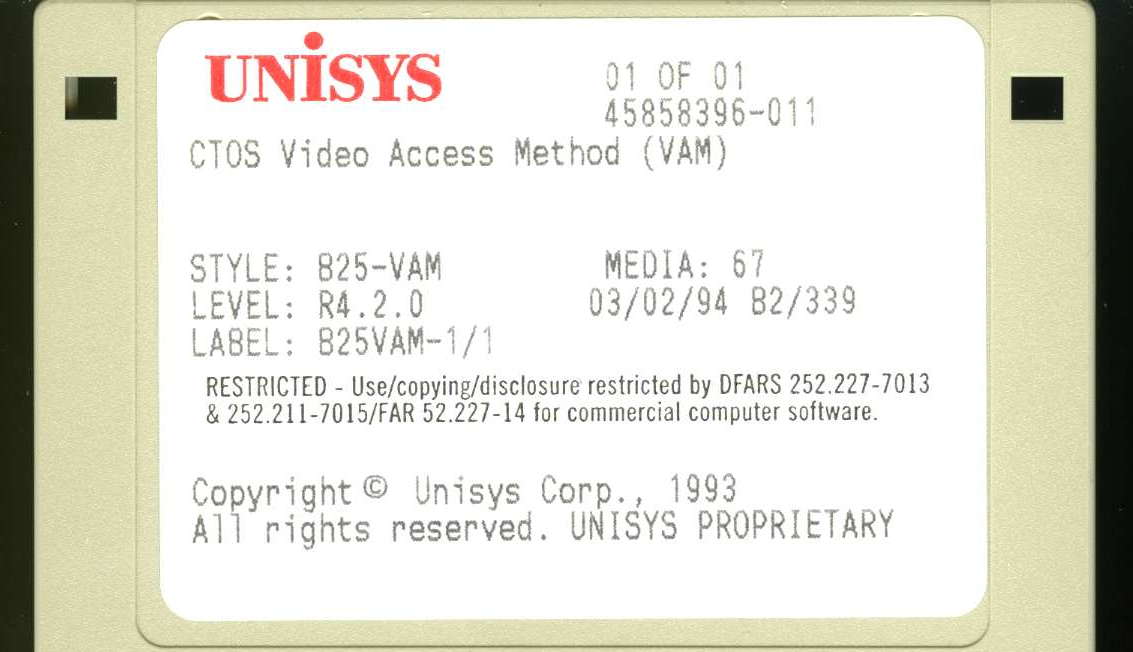 UNiSYS
01 OF 01
45858396-011
CTOS Video Access Method (VAM)
STYLE: B25-VAM MEDIA: 67
LEVEL: R4.2.0 03/02/94 B2/339
LABEL: B25VAM-1/1
RESTRICTED - Use/copying/disclosure restricted by DFARS 252.227-7013
& 252.211-7015/FAR 52.227-14 for commercial computer software.
Copyright © Unisys Corp., 1993
All rights reserved. UNISYS PROPRIETARY